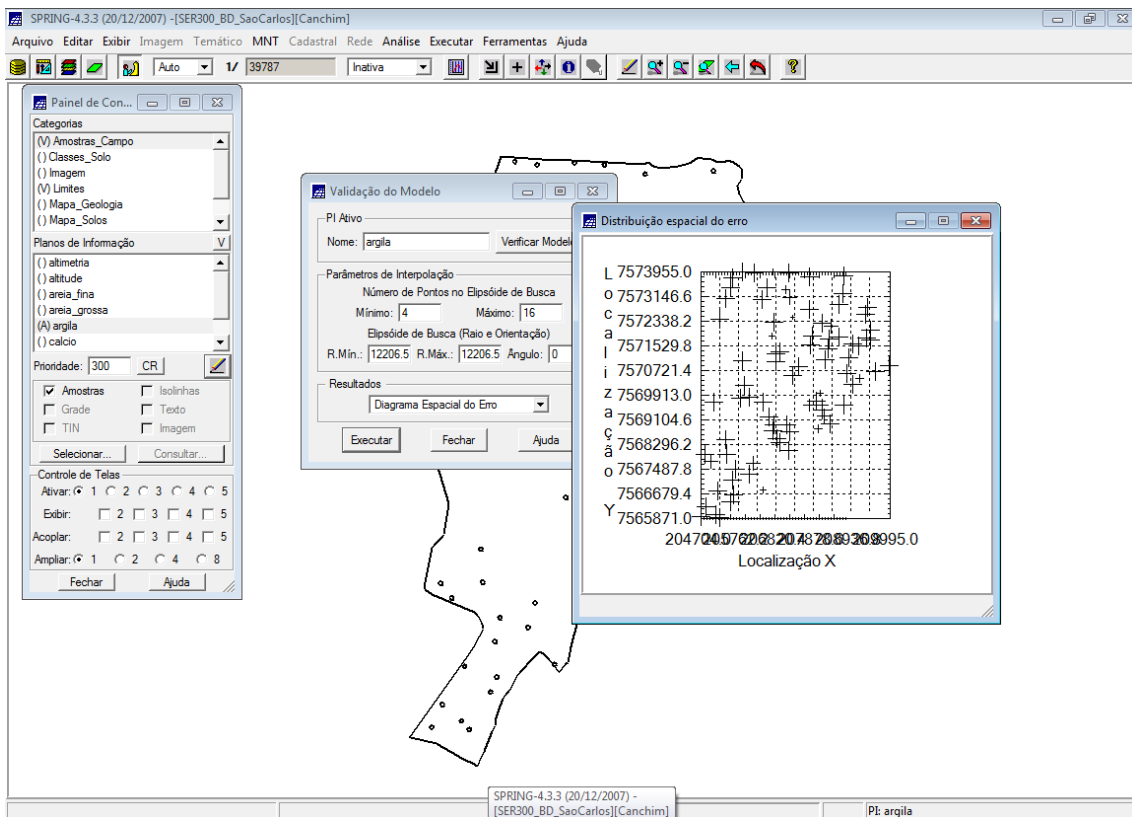 SPRING-4.3.3 (20/12/2007) -[SER300_BD_SaoCarlos][Canchim]
Arquivo Editar Exibir Imagem Temático MNT Cadastral Rede Análise Executar Ferramentas Ajuda
Auto 1/ 39787 Inativa
Painel de Con...
Categorias
(V) Amostras_Campo
( ) Classes_Solo
( ) Imagem
(V) Limites
( ) Mapa_Geologia
( ) Mapa_Solos
Planos de Informação V
( ) altimetria
( ) altitude
( ) areia_fina
( ) areia_grossa
(A) argila
( ) calcio
Prioridade: 300 CR
Amostras Isolinhas
Grade Texto
TIN Imagem
Selecionar... Consultar...
Controle de Telas
Ativar: 1 2 3 4 5
Exibir: 2 3 4 5
Acoplar: 2 3 4 5
Ampliar: 1 2 4 8
Fechar Ajuda
Validação do Modelo
PI Ativo
Nome: argila Verificar Modelo
Parâmetros de Interpolação
Número de Pontos no Elipsóide de Busca
Mínimo: 4 Máximo: 16
Elipsóide de Busca (Raio e Orientação)
R.Mín.: 12206.5 R.Máx.: 12206.5 Ângulo: 0
Resultados
Diagrama Espacial do Erro
Executar Fechar Ajuda
Distribuição espacial do erro
Localização Y
7573955.0
7573146.6
7572338.2
7571529.8
7570721.4
7569913.0
7569104.6
7568296.2
7567487.8
7566679.4
7565871.0
Localização X
SPRING-4.3.3 (20/12/2007) -
[SER300_BD_SaoCarlos][Canchim]
PI: argila